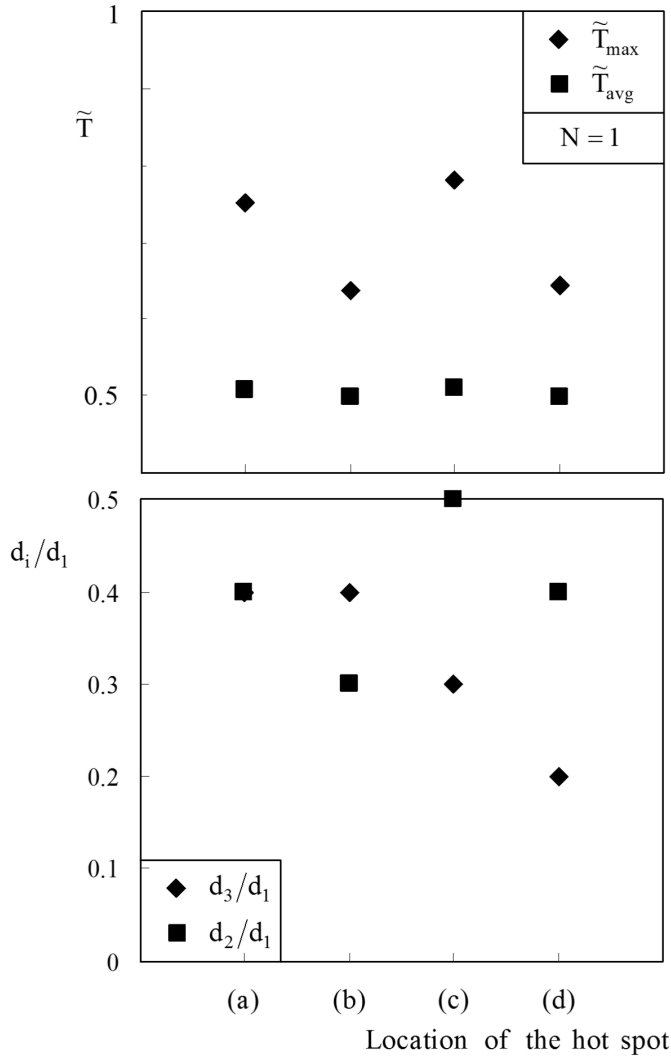 1
T̃max
T̃avg
T̃
N = 1
0.5
0.5
di/d1
0.4
0.3
0.2
0.1
d3/d1
d2/d1
0
(a) (b) (c) (d)
Location of the hot spot